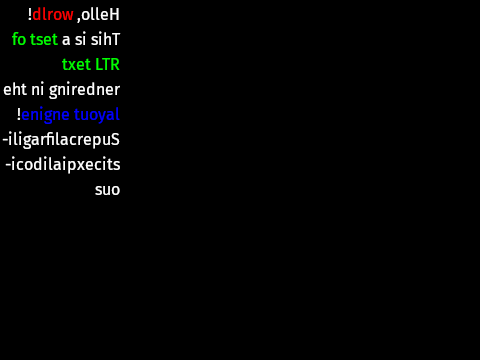 !dlrow ,olleH
fo tset a si sihT
txet LTR
eht ni gniredner
!enigne tuoyal
-iligarfilacrepuS
-icodilaipxecits
suo